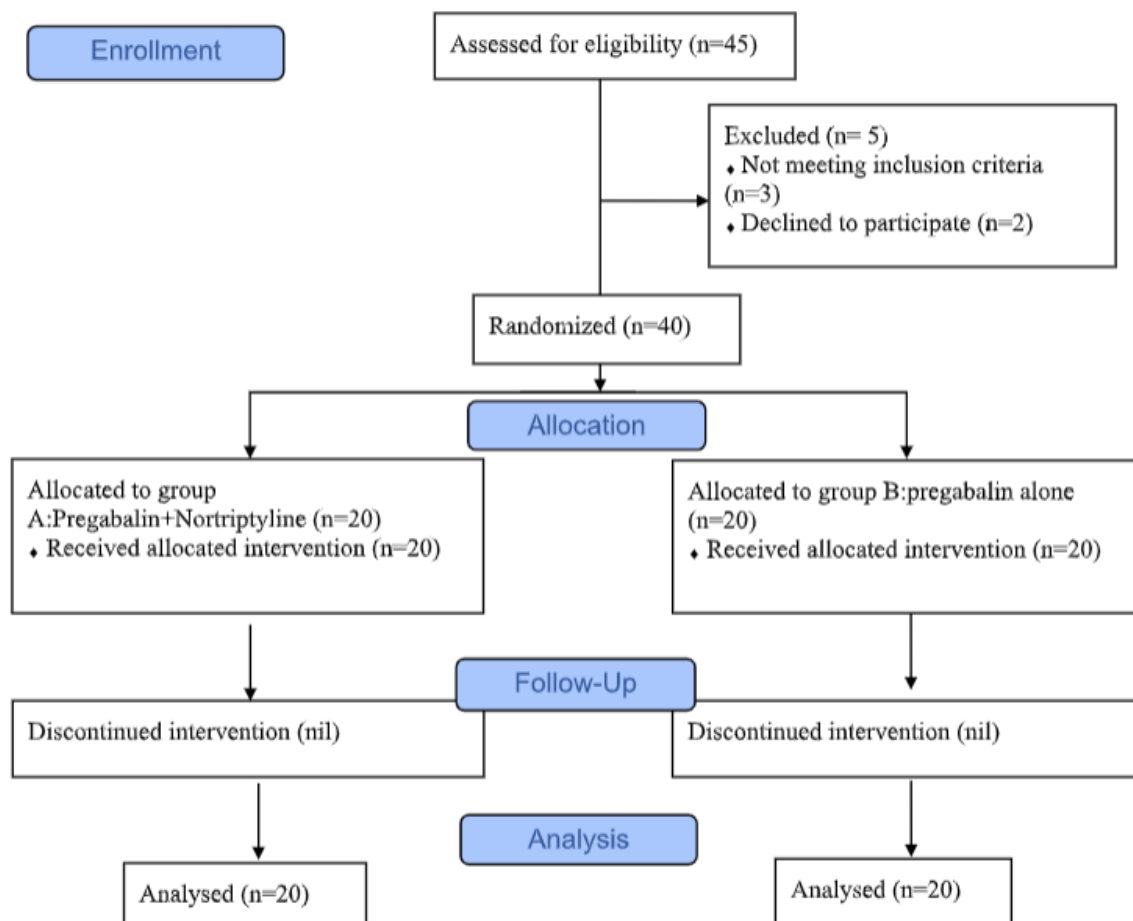 Enrollment
Assessed for eligibility (n=45)
Excluded (n= 5)
♦ Not meeting inclusion criteria
(n=3)
♦ Declined to participate (n=2)
Randomized (n=40)
Allocation
Allocated to group
A:Pregabalin+Nortriptyline (n=20)
♦ Received allocated intervention (n=20)
Allocated to group B:pregabalin alone
(n=20)
♦ Received allocated intervention (n=20)
Follow-Up
Discontinued intervention (nil)
Discontinued intervention (nil)
Analysis
Analysed (n=20)
Analysed (n=20)